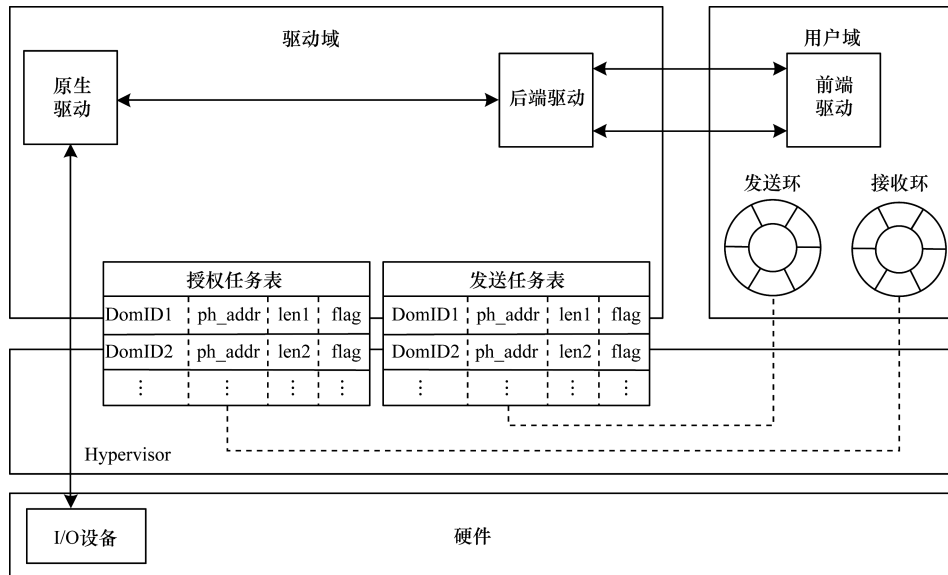 驱动域
用户域
原生
驱动
后端驱动
前端
驱动
发送环
接收环
授权任务表
DomID1 ph_addr len1 flag
DomID2 ph_addr len2 flag
⋮ ⋮ ⋮ ⋮
发送任务表
DomID1 ph_addr len1 flag
DomID2 ph_addr len2 flag
⋮ ⋮ ⋮ ⋮
Hypervisor
I/O设备
硬件